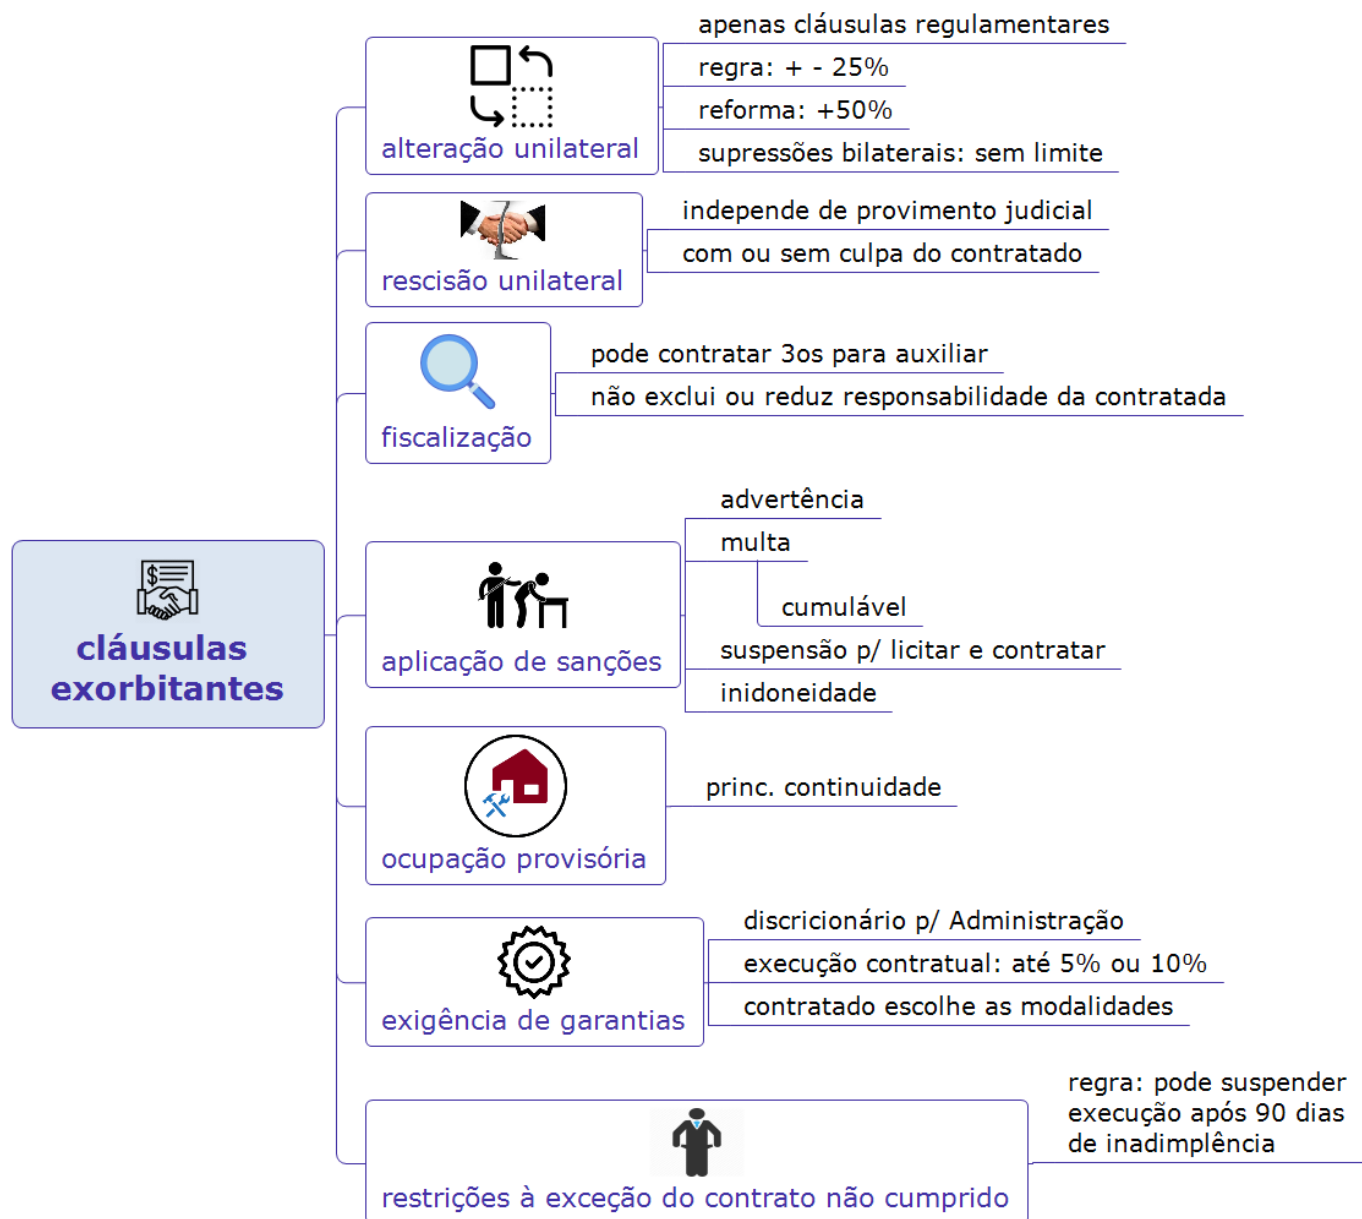 cláusulas
exorbitantes
alteração unilateral
apenas cláusulas regulamentares
regra: + - 25%
reforma: +50%
supressões bilaterais: sem limite
rescisão unilateral
independe de provimento judicial
com ou sem culpa do contratado
fiscalização
pode contratar 3os para auxiliar
não exclui ou reduz responsabilidade da contratada
aplicação de sanções
advertência
multa
cumulável
suspensão p/ licitar e contratar
inidoneidade
ocupação provisória
princ. continuidade
exigência de garantias
discricionário p/ Administração
execução contratual: até 5% ou 10%
contratado escolhe as modalidades
restrições à exceção do contrato não cumprido
regra: pode suspender
execução após 90 dias
de inadimplência